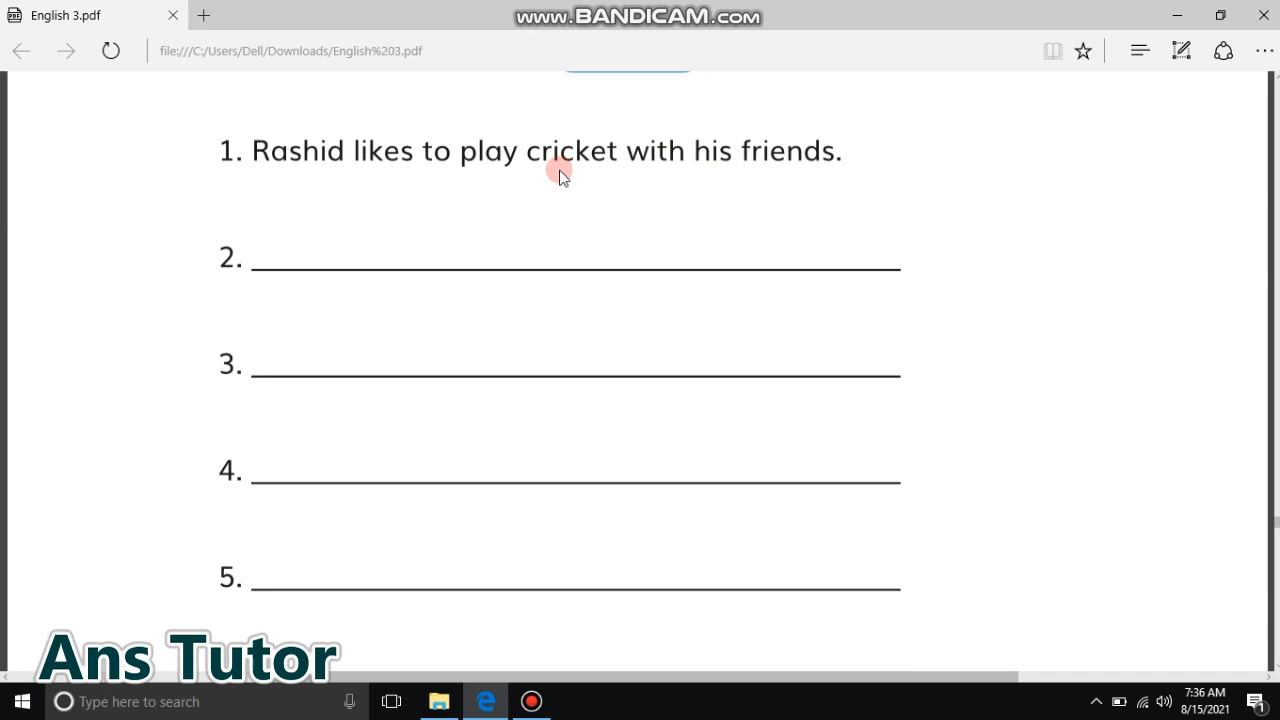 English 3.pdf
www.BANDICAM.com
file:///C:/Users/Dell/Downloads/English%203.pdf
1. Rashid likes to play cricket with his friends.
2.
3.
4.
5.
Ans Tutor
Type here to search
7:36 AM
8/15/2021
1